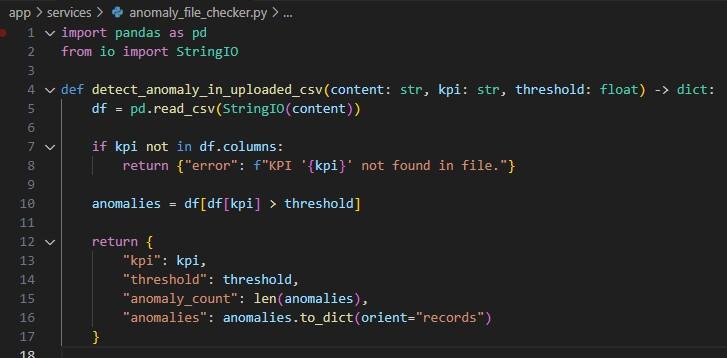 app > services > anomaly_file_checker.py > ...
1 import pandas as pd
2 from io import StringIO
3
4 def detect_anomaly_in_uploaded_csv(content: str, kpi: str, threshold: float) -> dict:
5     df = pd.read_csv(StringIO(content))
6
7     if kpi not in df.columns:
8         return {"error": f"KPI '{kpi}' not found in file."}
9
10     anomalies = df[df[kpi] > threshold]
11
12     return {
13         "kpi": kpi,
14         "threshold": threshold,
15         "anomaly_count": len(anomalies),
16         "anomalies": anomalies.to_dict(orient="records")
17     }
18